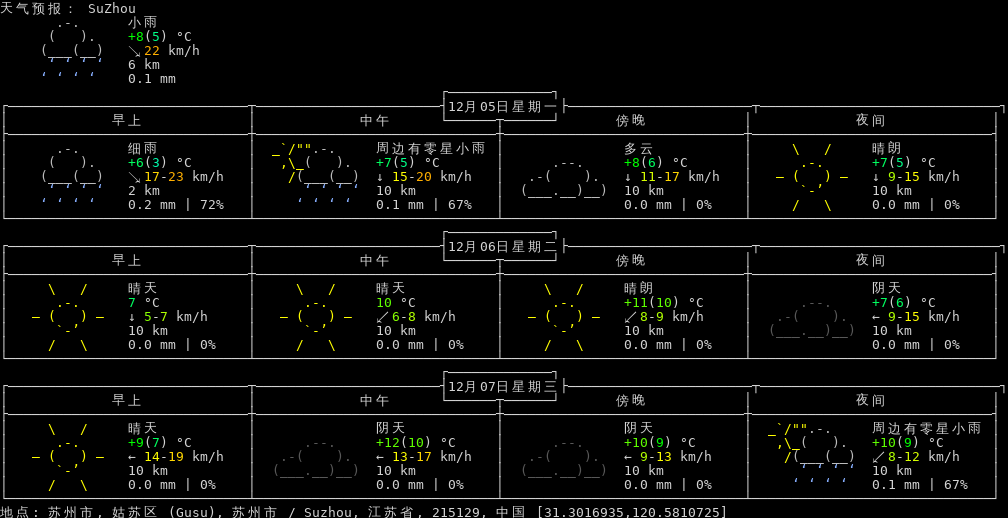 天气预报： SuZhou
小雨
+8(5) °C
↘ 22 km/h
6 km
0.1 mm
12月05日星期一
早上 中午 傍晚 夜间
细雨 周边有零星小雨 多云 晴朗
+6(3) °C +7(5) °C +8(6) °C +7(5) °C
↘ 17-23 km/h ↓ 15-20 km/h ↓ 11-17 km/h ↓ 9-15 km/h
2 km 10 km 10 km 10 km
0.2 mm | 72% 0.1 mm | 67% 0.0 mm | 0% 0.0 mm | 0%
12月06日星期二
早上 中午 傍晚 夜间
晴天 晴天 晴朗 阴天
7 °C 10 °C +11(10) °C +7(6) °C
↓ 5-7 km/h ↙ 6-8 km/h ↙ 8-9 km/h ← 9-15 km/h
10 km 10 km 10 km 10 km
0.0 mm | 0% 0.0 mm | 0% 0.0 mm | 0% 0.0 mm | 0%
12月07日星期三
早上 中午 傍晚 夜间
晴天 阴天 阴天 周边有零星小雨
+9(7) °C +12(10) °C +10(9) °C +10(9) °C
← 14-19 km/h ← 13-17 km/h ← 9-13 km/h ↙ 8-12 km/h
10 km 10 km 10 km 10 km
0.0 mm | 0% 0.0 mm | 0% 0.0 mm | 0% 0.1 mm | 67%
地点: 苏州市, 姑苏区 (Gusu), 苏州市 / Suzhou, 江苏省, 215129, 中国 [31.3016935,120.5810725]